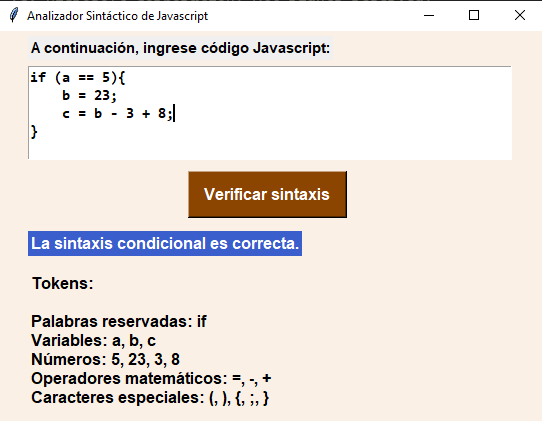 Analizador Sintáctico de Javascript
A continuación, ingrese código Javascript:
if (a == 5){
    b = 23;
    c = b - 3 + 8;
}
Verificar sintaxis
La sintaxis condicional es correcta.
Tokens:
Palabras reservadas: if
Variables: a, b, c
Números: 5, 23, 3, 8
Operadores matemáticos: =, -, +
Caracteres especiales: (, ), {, ;, }